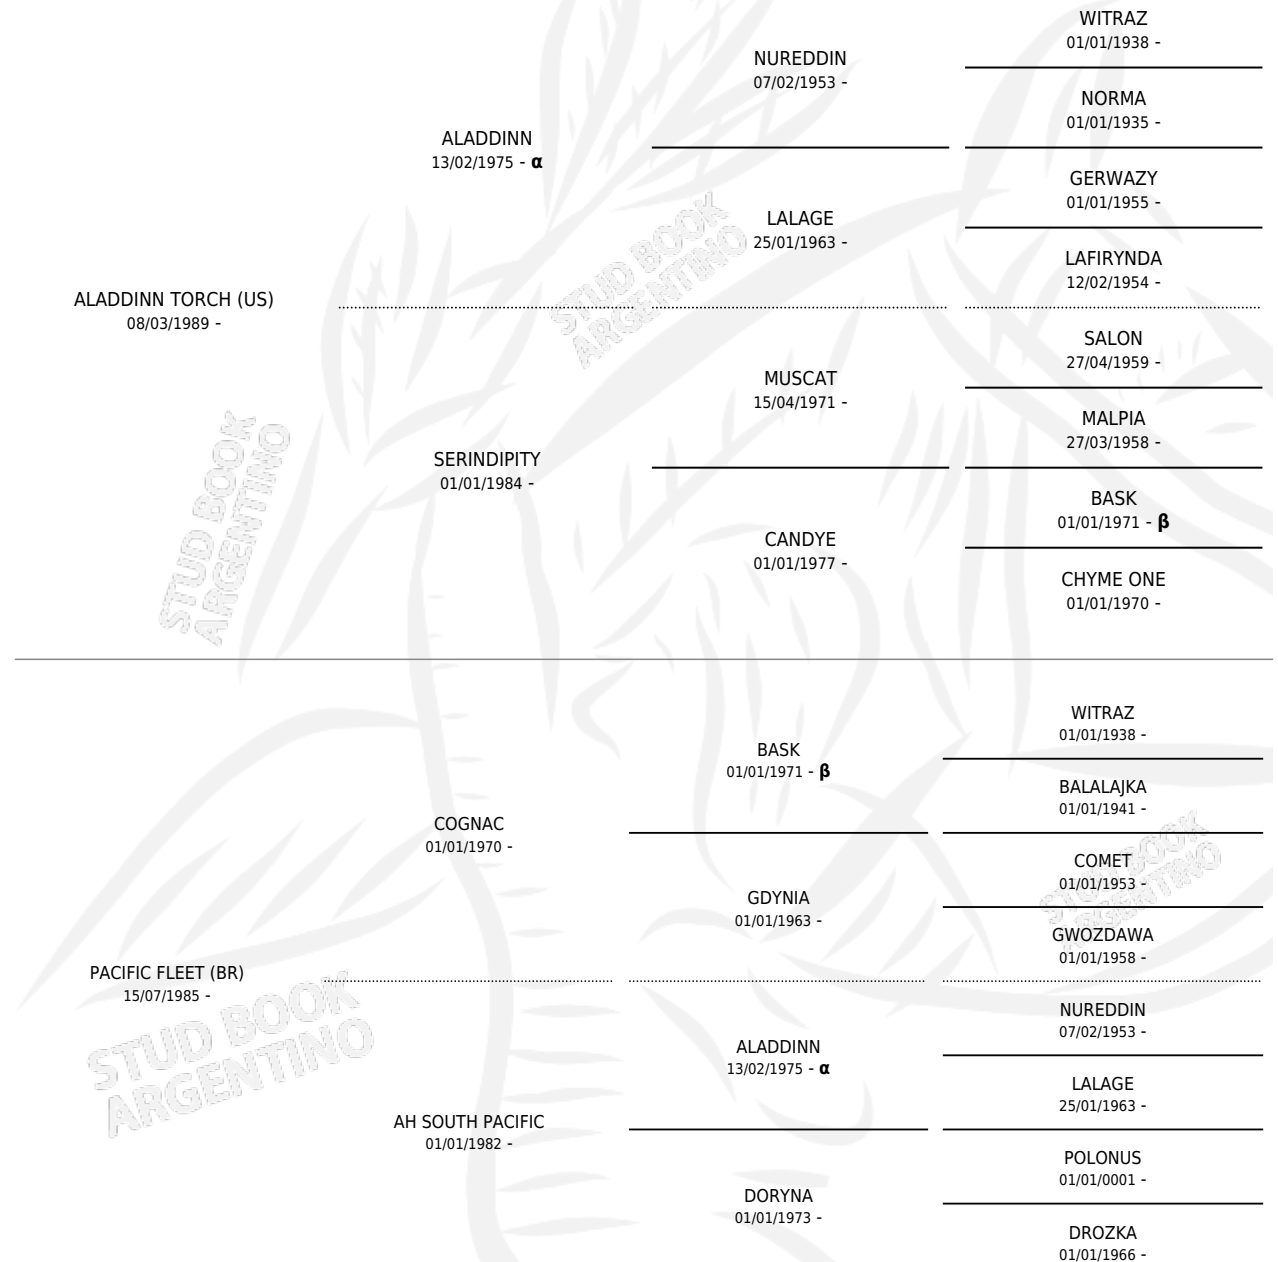 WITRAZ
01/01/1938 -
NUREDDIN
07/02/1953 -
NORMA
01/01/1935 -
ALADDINN
13/02/1975 - α
GERWAZY
01/01/1955 -
LALAGE
25/01/1963 -
LAFIRYNDA
12/02/1954 -
ALADDINN TORCH (US)
08/03/1989 -
SALON
27/04/1959 -
MUSCAT
15/04/1971 -
MALPIA
27/03/1958 -
SERINDIPITY
01/01/1984 -
BASK
01/01/1971 - β
CANDYE
01/01/1977 -
CHYME ONE
01/01/1970 -
WITRAZ
01/01/1938 -
BASK
01/01/1971 - β
BALALAJKA
01/01/1941 -
COGNAC
01/01/1970 -
COMET
01/01/1953 -
GDYNIA
01/01/1963 -
GWOZDAWA
01/01/1958 -
PACIFIC FLEET (BR)
15/07/1985 -
NUREDDIN
07/02/1953 -
ALADDINN
13/02/1975 - α
LALAGE
25/01/1963 -
AH SOUTH PACIFIC
01/01/1982 -
POLONUS
01/01/0001 -
DORYNA
01/01/1973 -
DROZKA
01/01/1966 -
STUD BOOK
ARGENTINO
STUD BOOK
ARGENTINO
STUD BOOK
ARGENTINO
STUD BOOK
ARGENTINO